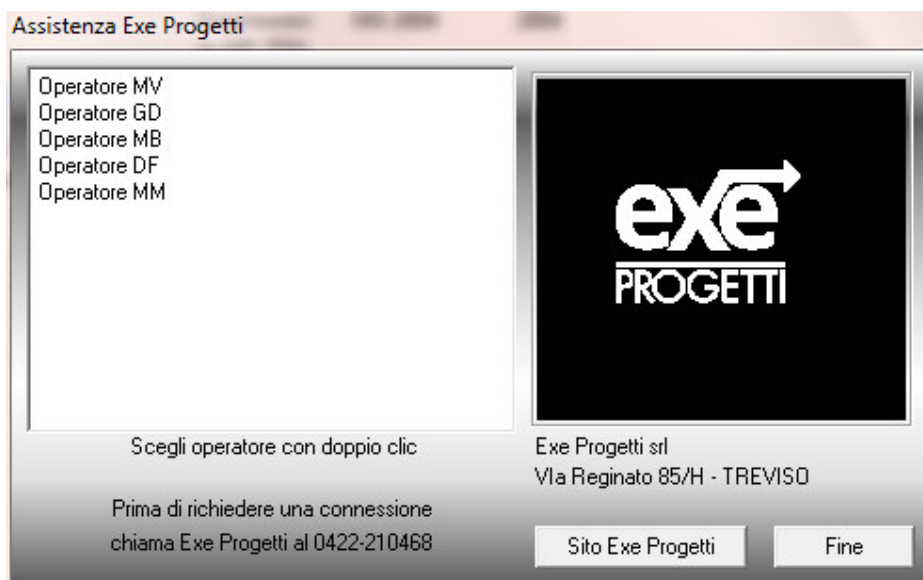 Assistenza Exe Progetti
Operatore MV
Operatore GD
Operatore MB
Operatore DF
Operatore MM
exe
PROGETTI
Scegli operatore con doppio clic
Exe Progetti srl
VIa Reginato 85/H - TREVISO
Prima di richiedere una connessione
chiama Exe Progetti al 0422-210468
Sito Exe Progetti
Fine